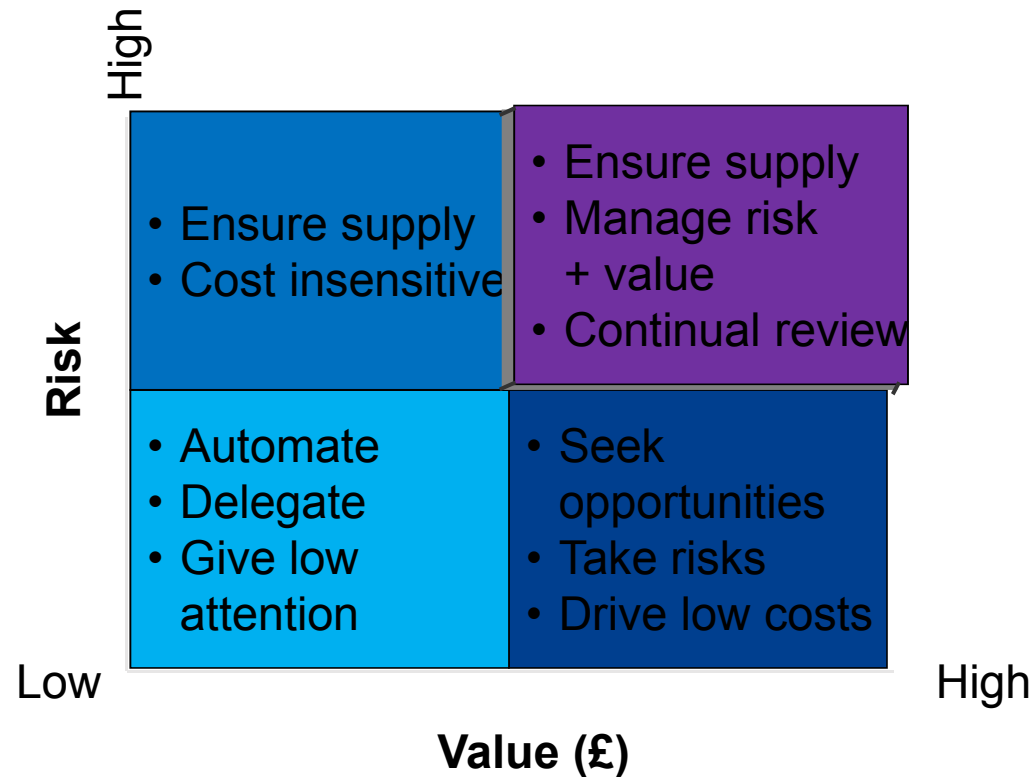 High
• Ensure supply
• Cost insensitive
• Ensure supply
• Manage risk
+ value
• Continual review
Risk
• Automate
• Delegate
• Give low
attention
• Seek
opportunities
• Take risks
• Drive low costs
Low
High
Value (£)